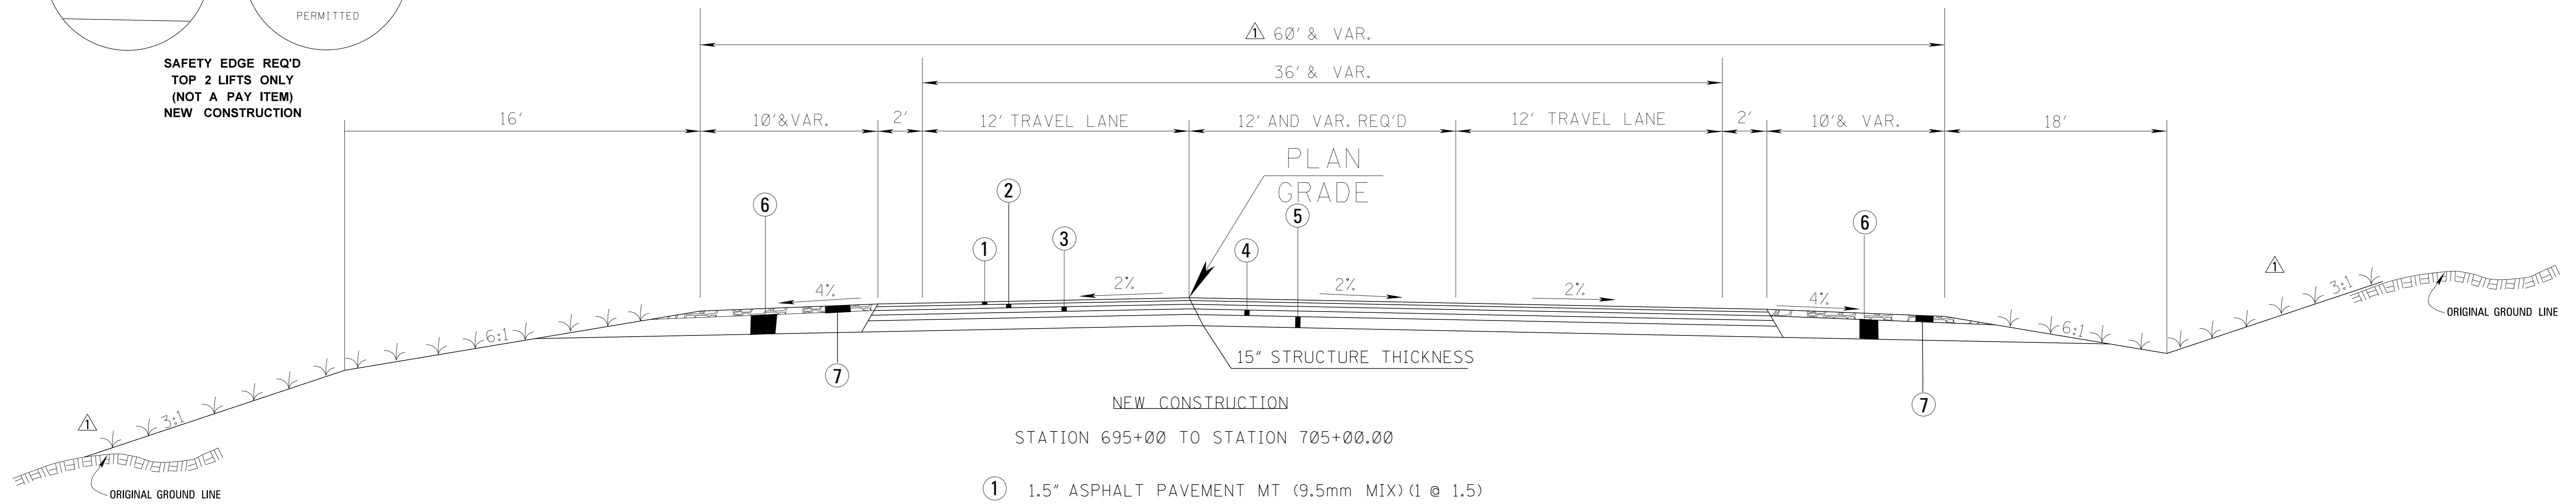 PERMITTED
SAFETY EDGE REQ'D
TOP 2 LIFTS ONLY
(NOT A PAY ITEM)
NEW CONSTRUCTION
1 60' & VAR.
36' & VAR.
16'
10'&VAR.
2'
12' TRAVEL LANE
12' AND VAR. REQ'D
12' TRAVEL LANE
2'
10'& VAR.
18'
PLAN
GRADE
6
1
2
3
4
5
6
4%
2%
2%
2%
4%
6:1
6:1
3:1
3:1
1
1
ORIGINAL GROUND LINE
ORIGINAL GROUND LINE
7
7
15" STRUCTURE THICKNESS
NEW CONSTRUCTION
STATION 695+00 TO STATION 705+00.00
1 1.5" ASPHALT PAVEMENT MT (9.5mm MIX) (1 @ 1.5)